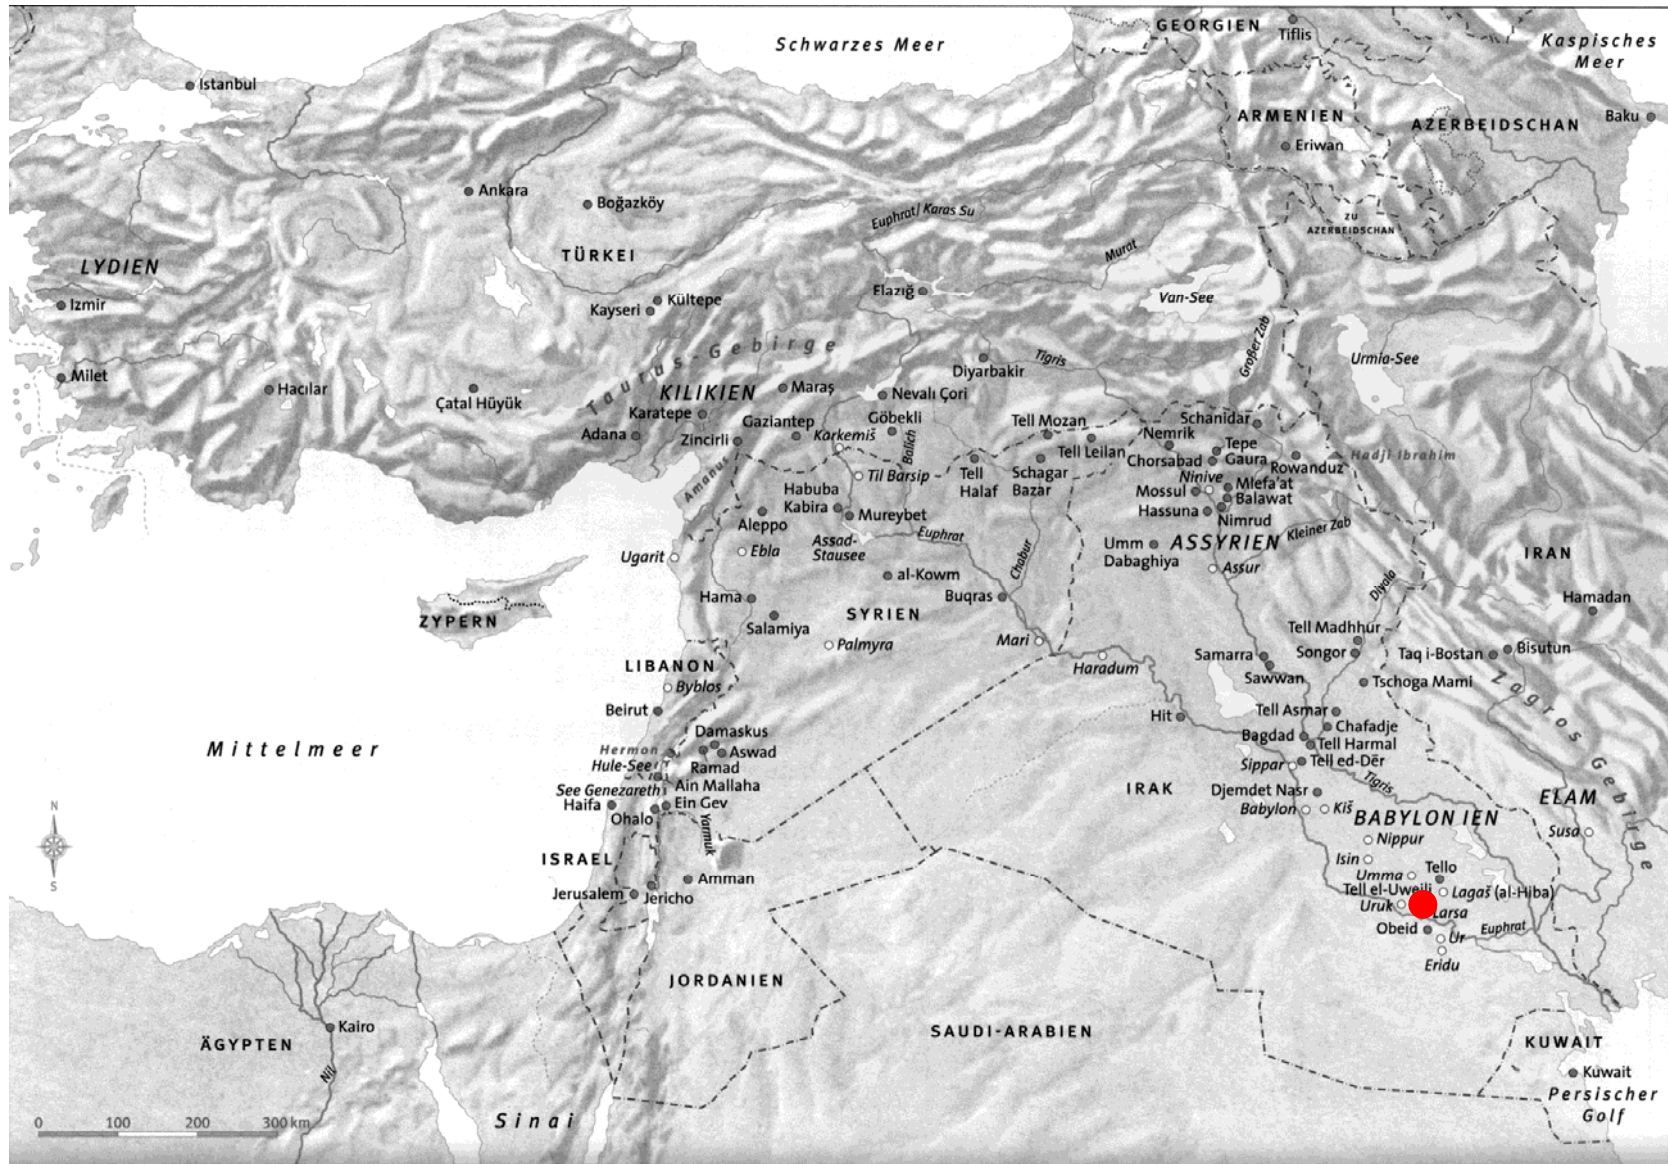 Schwarzes Meer
GEORGIEN
Tiflis
Kaspisches
Meer
Istanbul
ARMENIEN
AZERBEIDSCHAN
Baku
Eriwan
Ankara
Boğazköy
Euphrat/ Karas Su
ZU
AZERBEIDSCHAN
TÜRKEI
Murat
LYDIEN
Elazığ
Van-See
Izmir
Kültepe
Kayseri
Taurus-Gebirge
Tigris
Großer Zab
Urmia-See
Milet
Hacılar
Çatal Hüyük
KILIKIEN
Maraş
Diyarbakir
Nevalı Çori
Karatepe
Gaziantep
Göbekli
Adana
Zincirli
Karkemiš
Balich
Tell Mozan
Schanidar
Nemrik
Tepe
Gaura
Tell Leilan
Chorsabad
Rowanduz
Hadji Ibrahim
Amanus
Til Barsip
Tell
Halaf
Schagar
Bazar
Ninive
Mlefa'at
Mossul
Balawat
Habuba
Kabira
Mureybet
Hassuna
Nimrud
Aleppo
Assad-
Stausee
Euphrat
Kleiner Zab
Ugarit
Ebla
Chabur
Umm
Dabaghiya
ASSYRIEN
IRAN
Assur
al-Kowm
Diyala
Hama
Buqras
Hamadan
ZYPERN
Salamiya
SYRIEN
Palmyra
Mari
Tell Madhhur
Songor
Haradum
Samarra
Sawwan
Taq i-Bostan
Bisutun
LIBANON
Byblos
Tschoga Mami
Zagros Gebirge
Beirut
Hit
Tell Asmar
Chafadje
Damaskus
Mittelmeer
Hermon
Aswad
Bagdad
Tell Harmal
Hule-See
Ramad
Sippar
Tell ed-Dēr
See Genezareth
Ain Mallaha
Tigris
Haifa
Ein Gev
IRAK
Djemdet Nasr
ELAM
Ohalo
Yarmuk
Babylon
Kiš
BABYLONIEN
Susa
N
S
Nippur
ISRAEL
Isin
Umma
Tello
Jerusalem
Jericho
Amman
Tell el-Uweili
Lagaš (al-Hiba)
Uruk
Larsa
Obeid
Euphrat
Ur
Eridu
JORDANIEN
SAUDI-ARABIEN
Kairo
ÄGYPTEN
Nil
KUWAIT
Kuwait
Persischer
Golf
Sinai
0 100 200 300 km